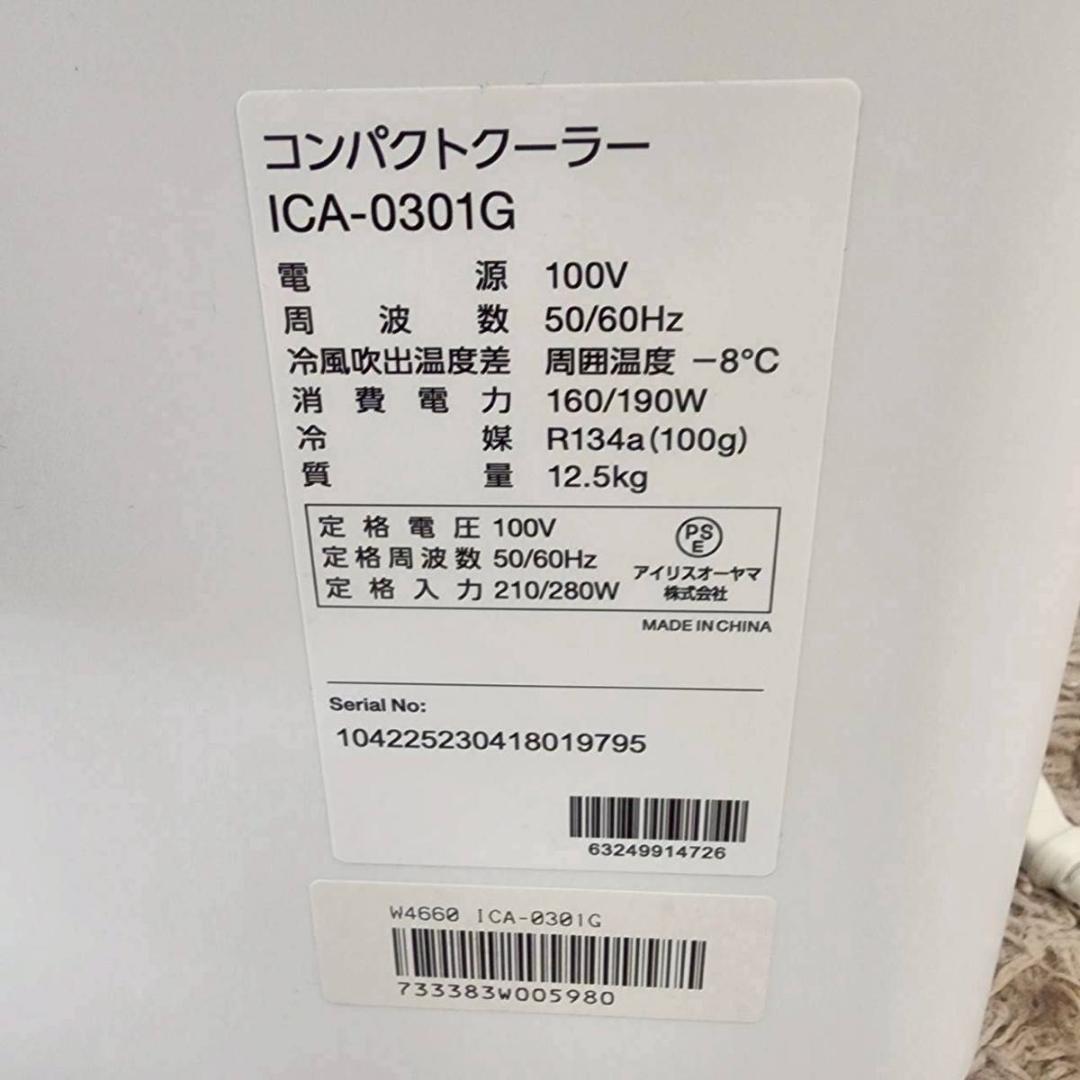 コンパクトクーラー
ICA-0301G
電源 100V
周波数 50/60Hz
冷風吹出温度差 周囲温度 －8℃
消費電力 160/190W
冷媒 R134a(100g)
質量 12.5kg
定格電圧 100V
定格周波数 50/60Hz
定格入力 210/280W
PS
E
アイリスオーヤマ
株式会社
MADE IN CHINA
Serial No:
104225230418019795
63249914726
W4660 ICA-0301G
733383W005980